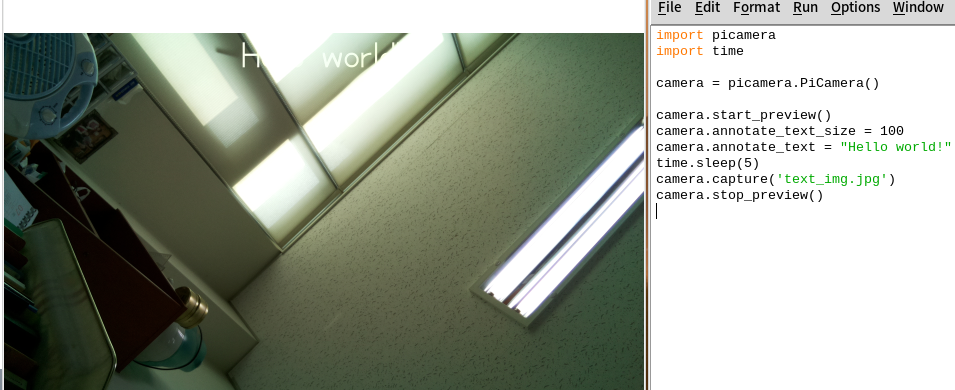 Hello world!
File Edit Format Run Options Window
import picamera
import time
camera = picamera.PiCamera()
camera.start_preview()
camera.annotate_text_size = 100
camera.annotate_text = "Hello world!"
time.sleep(5)
camera.capture('text_img.jpg')
camera.stop_preview()